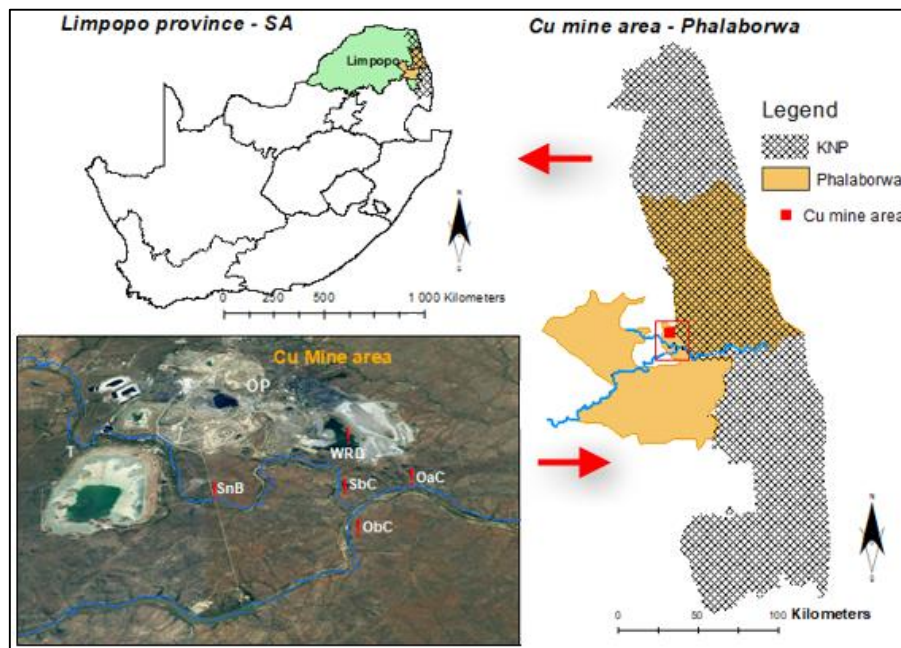 Limpopo province - SA
Limpopo
N
S
0 250 500 1 000 Kilometers
Cu mine area - Phalaborwa
Legend
KNP
Phalaborwa
Cu mine area
N
S
0 50 100 Kilometers
Cu Mine area
OP
WRD
T
SnB
SbC
OaC
ObC